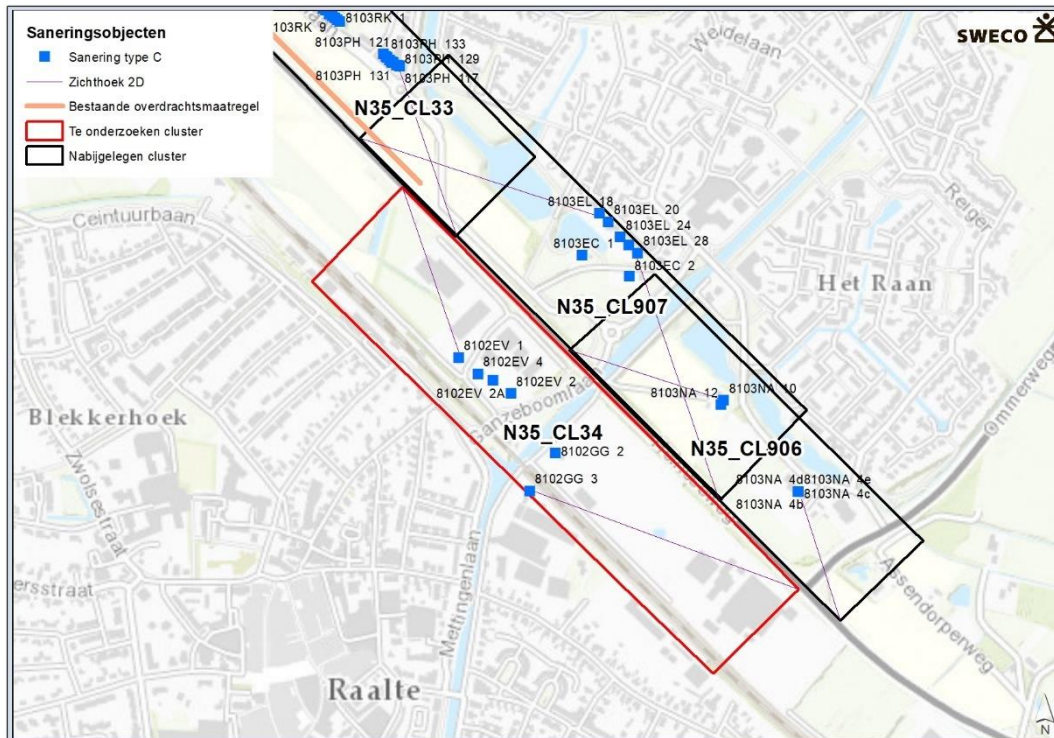 Saneringsobjecten
Sanering type C
Zichthoek 2D
Bestaande overdrachtsmaatregel
Te onderzoeken cluster
Nabijgelegen cluster
SWECO
8103RK 1
8103RK 9
8103PH 121
8103PH 133
8103PH 129
8103PH 131
8103PH 117
Weidelaan
N35_CL33
Ceintuurbaan
Reiger
8103EL 18
8103EL 20
8103EL 24
8103EC 1
8103EL 28
8103EC 2
Het Raan
N35_CL907
8102EV 1
8102EV 4
8102EV 2A
8102EV 2
8103NA 12
8103NA 10
Ganzeboomlaan
Blekkerhoek
N35_CL34
N35_CL906
8102GG 2
8102GG 3
8103NA 4d
8103NA 4e
8103NA 4c
8103NA 4b
Zwolsestraat
Mettingenlaan
Assendorperweg
ersstraat
Raalte
N